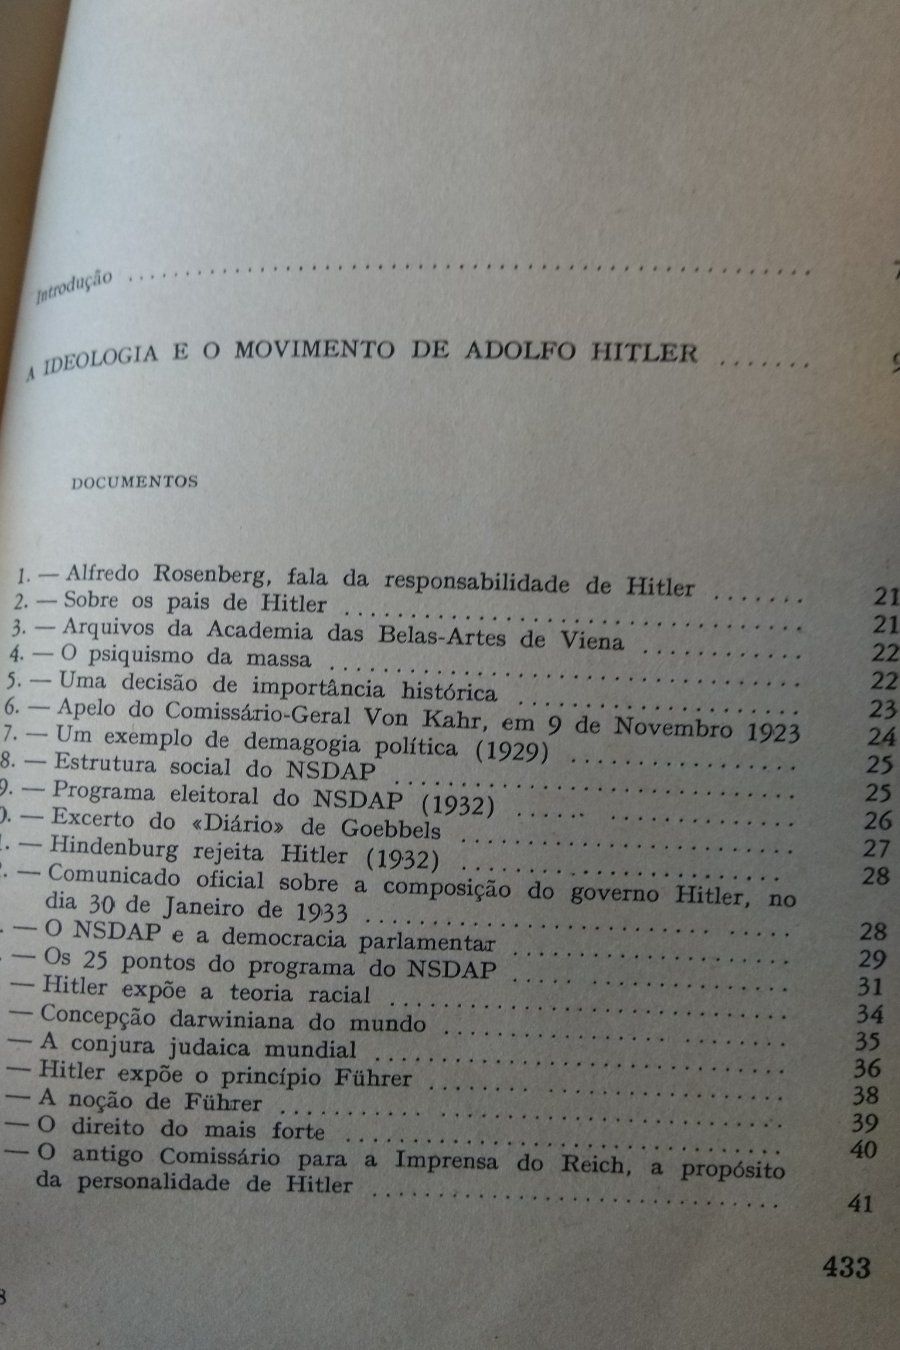 Introdução ........ 7
A IDEOLOGIA E O MOVIMENTO DE ADOLFO HITLER ....... 9
DOCUMENTOS
1. — Alfredo Rosenberg, fala da responsabilidade de Hitler ....... 21
2. — Sobre os pais de Hitler ....... 21
3. — Arquivos da Academia das Belas-Artes de Viena ....... 22
4. — O psiquismo da massa ....... 22
5. — Uma decisão de importância histórica ....... 23
6. — Apelo do Comissário-Geral Von Kahr, em 9 de Novembro 1923 24
7. — Um exemplo de demagogia política (1929) ....... 25
8. — Estrutura social do NSDAP ....... 25
9. — Programa eleitoral do NSDAP (1932) ....... 26
0. — Excerto do «Diário» de Goebbels ....... 27
1. — Hindenburg rejeita Hitler (1932) ....... 28
2. — Comunicado oficial sobre a composição do governo Hitler, no
dia 30 de Janeiro de 1933 ....... 28
. — O NSDAP e a democracia parlamentar ....... 29
. — Os 25 pontos do programa do NSDAP ....... 31
— Hitler expõe a teoria racial ....... 34
— Concepção darwiniana do mundo ....... 35
— A conjura judaica mundial ....... 36
— Hitler expõe o princípio Führer ....... 38
— A noção de Führer ....... 39
— O direito do mais forte ....... 40
— O antigo Comissário para a Imprensa do Reich, a propósito
da personalidade de Hitler ....... 41
433
8